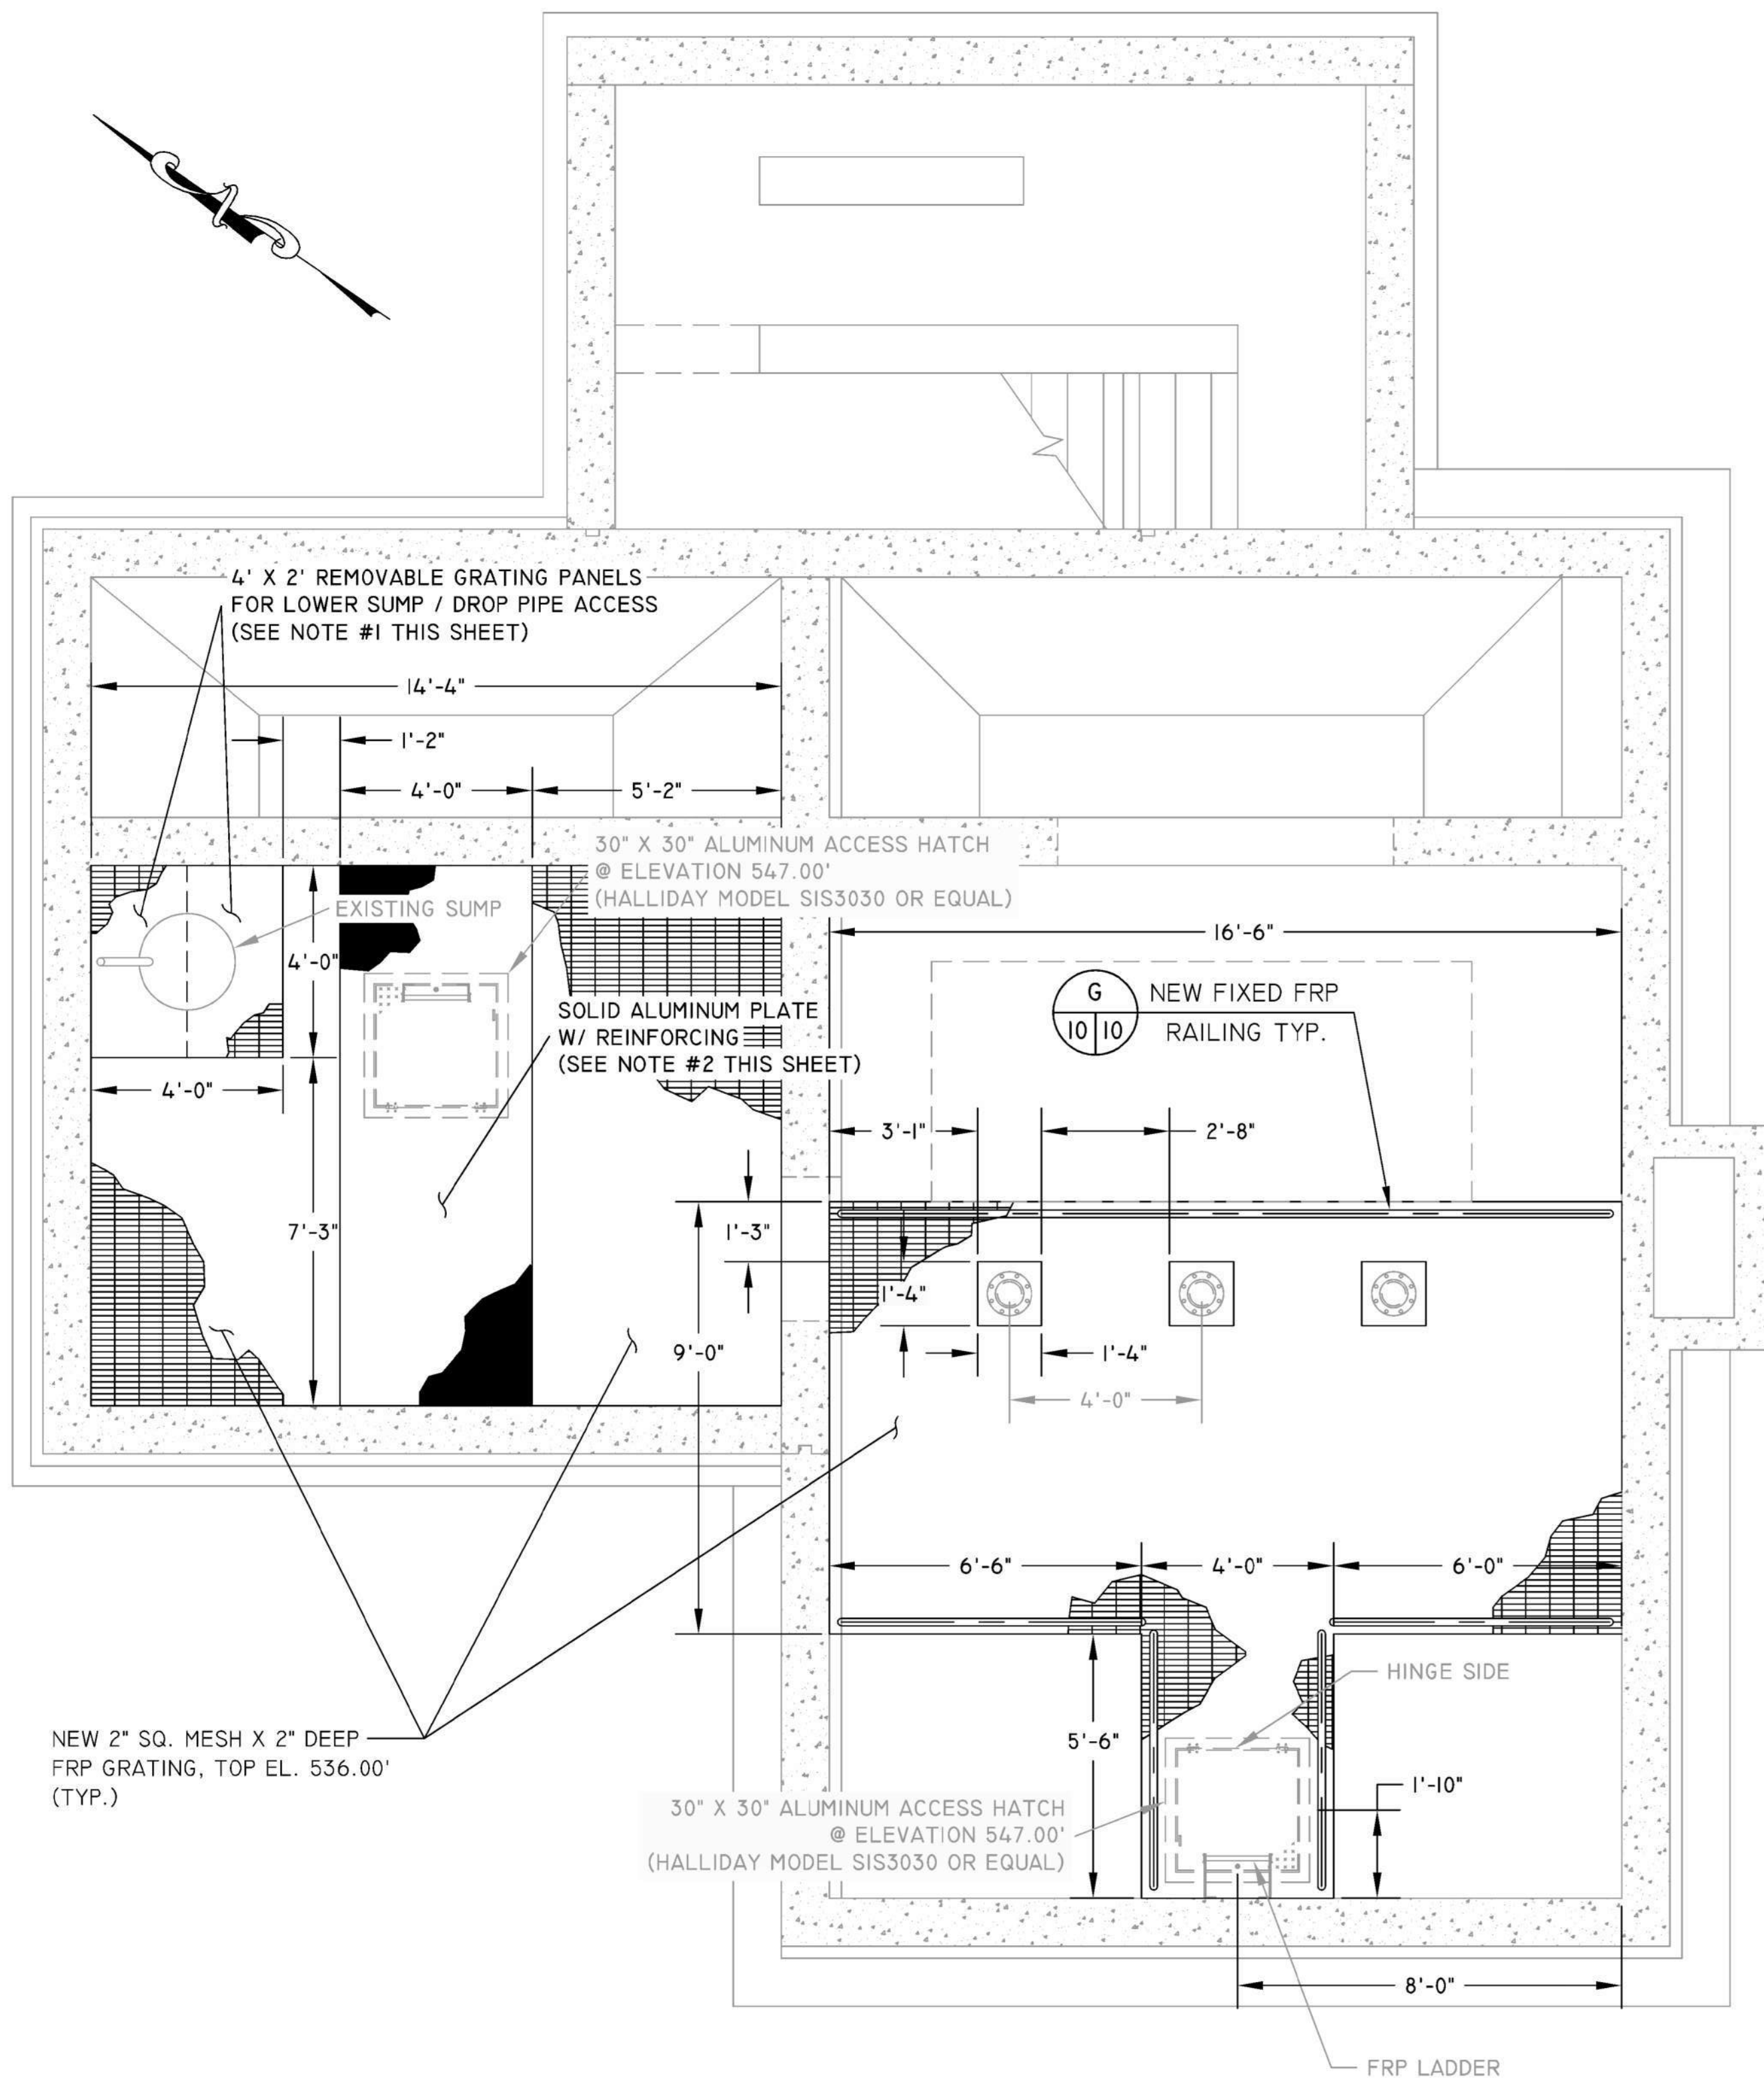 4' X 2' REMOVABLE GRATING PANELS
FOR LOWER SUMP / DROP PIPE ACCESS
(SEE NOTE #1 THIS SHEET)
14'-4"
1'-2"
4'-0"
5'-2"
30" X 30" ALUMINUM ACCESS HATCH
@ ELEVATION 547.00'
(HALLIDAY MODEL SIS3030 OR EQUAL)
EXISTING SUMP
4'-0"
16'-6"
G
10 10
NEW FIXED FRP
RAILING TYP.
SOLID ALUMINUM PLATE
W/ REINFORCING
(SEE NOTE #2 THIS SHEET)
4'-0"
3'-1"
2'-8"
7'-3"
1'-3"
1'-4"
9'-0"
1'-4"
4'-0"
6'-6"
4'-0"
6'-0"
HINGE SIDE
NEW 2" SQ. MESH X 2" DEEP
FRP GRATING, TOP EL. 536.00'
(TYP.)
5'-6"
1'-10"
30" X 30" ALUMINUM ACCESS HATCH
@ ELEVATION 547.00'
(HALLIDAY MODEL SIS3030 OR EQUAL)
8'-0"
FRP LADDER